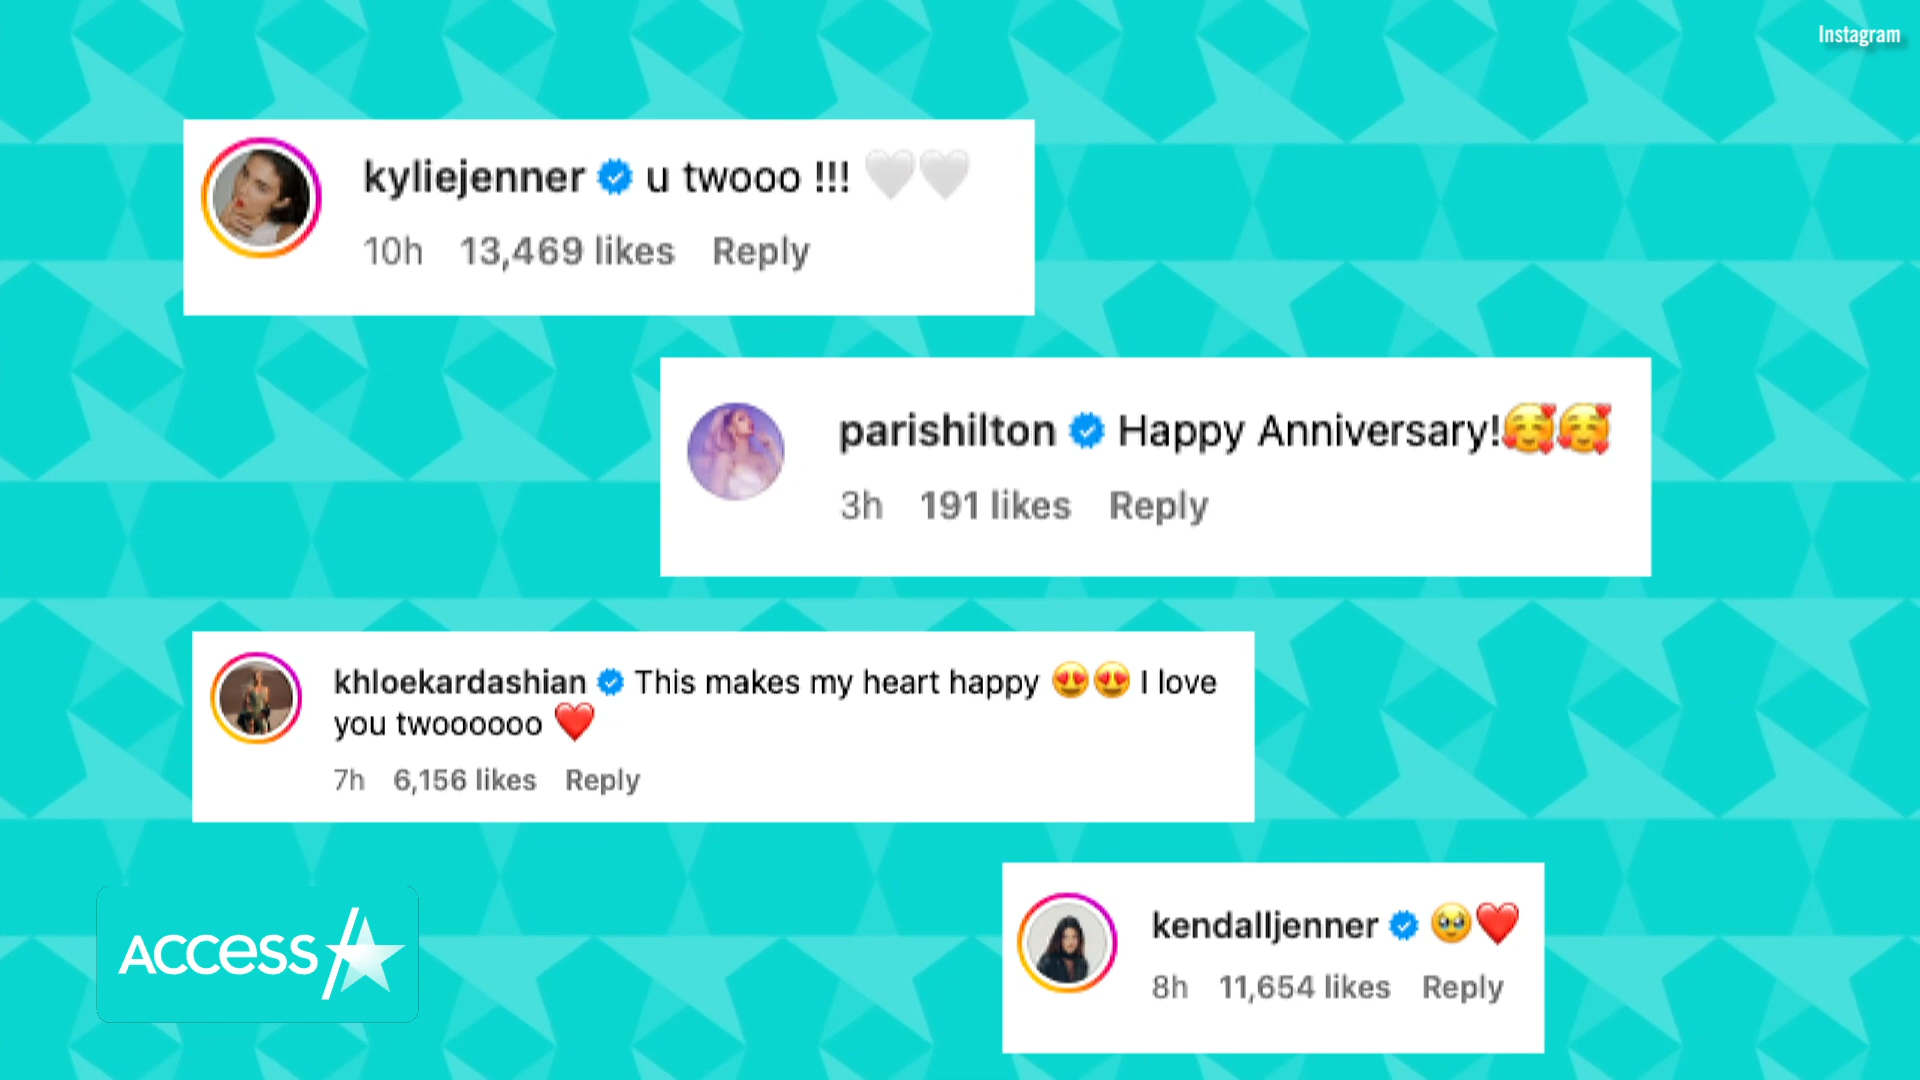 Instagram
kyliejenner u twooo !!! 🤍🤍
10h 13,469 likes Reply
parishilton Happy Anniversary!🥰🥰
3h 191 likes Reply
khloekardashian This makes my heart happy 😍😍 I love
you twoooooo ❤️
7h 6,156 likes Reply
kendalljenner 🥹❤️
8h 11,654 likes Reply
ACCESS